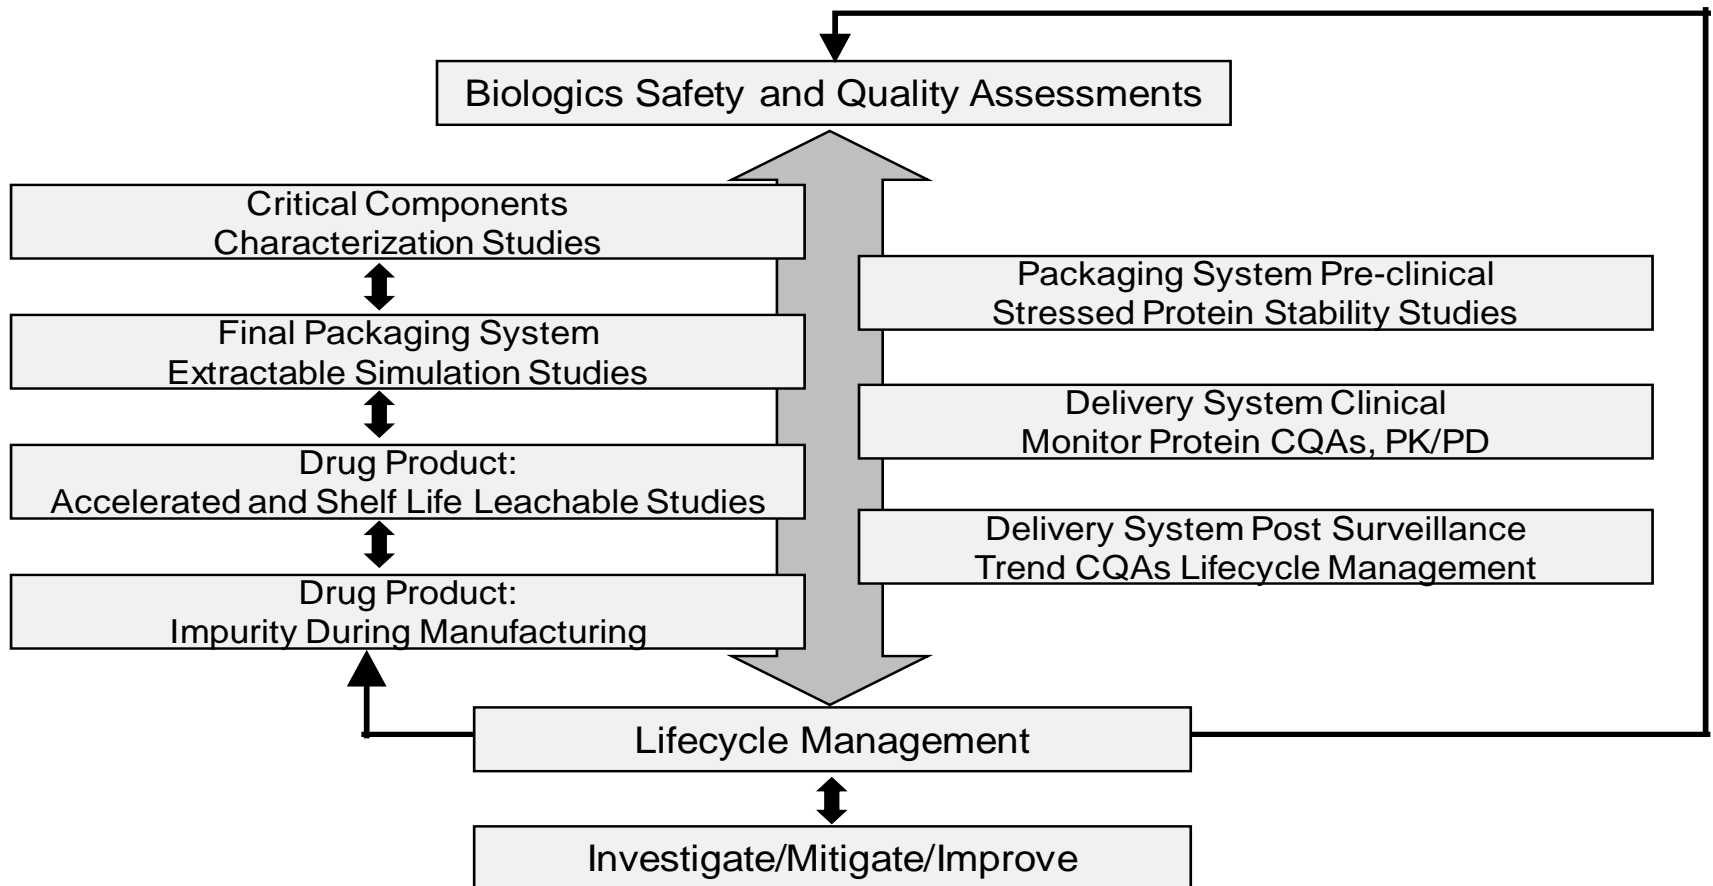 Biologics Safety and Quality Assessments
Critical Components
Characterization Studies
Final Packaging System
Extractable Simulation Studies
Drug Product:
Accelerated and Shelf Life Leachable Studies
Drug Product:
Impurity During Manufacturing
Packaging System Pre-clinical
Stressed Protein Stability Studies
Delivery System Clinical
Monitor Protein CQAs, PK/PD
Delivery System Post Surveillance
Trend CQAs Lifecycle Management
Lifecycle Management
Investigate/Mitigate/Improve